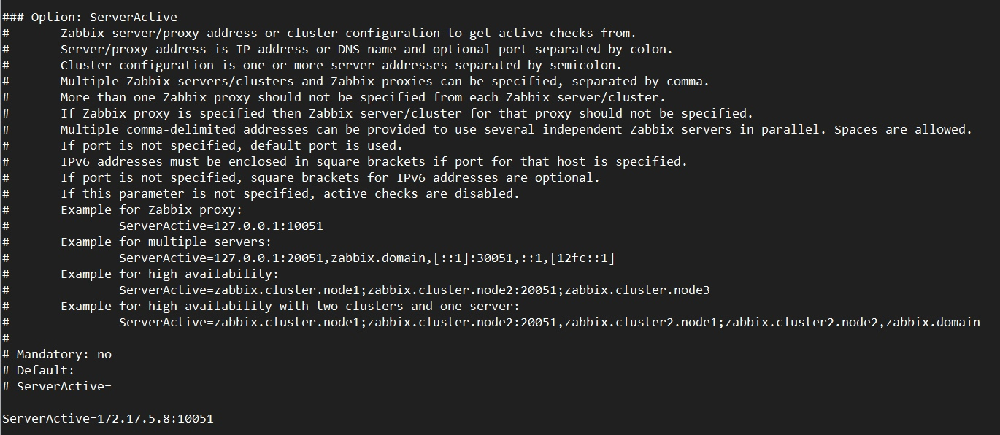 ### Option: ServerActive
#       Zabbix server/proxy address or cluster configuration to get active checks from.
#       Server/proxy address is IP address or DNS name and optional port separated by colon.
#       Cluster configuration is one or more server addresses separated by semicolon.
#       Multiple Zabbix servers/clusters and Zabbix proxies can be specified, separated by comma.
#       More than one Zabbix proxy should not be specified from each Zabbix server/cluster.
#       If Zabbix proxy is specified then Zabbix server/cluster for that proxy should not be specified.
#       Multiple comma-delimited addresses can be provided to use several independent Zabbix servers in parallel. Spaces are allowed.
#       If port is not specified, default port is used.
#       IPv6 addresses must be enclosed in square brackets if port for that host is specified.
#       If port is not specified, square brackets for IPv6 addresses are optional.
#       If this parameter is not specified, active checks are disabled.
#       Example for Zabbix proxy:
#               ServerActive=127.0.0.1:10051
#       Example for multiple servers:
#               ServerActive=127.0.0.1:20051,zabbix.domain,[::1]:30051,::1,[12fc::1]
#       Example for high availability:
#               ServerActive=zabbix.cluster.node1;zabbix.cluster.node2:20051;zabbix.cluster.node3
#       Example for high availability with two clusters and one server:
#               ServerActive=zabbix.cluster.node1;zabbix.cluster.node2:20051,zabbix.cluster2.node1;zabbix.cluster2.node2,zabbix.domain
#
# Mandatory: no
# Default:
# ServerActive=

ServerActive=172.17.5.8:10051